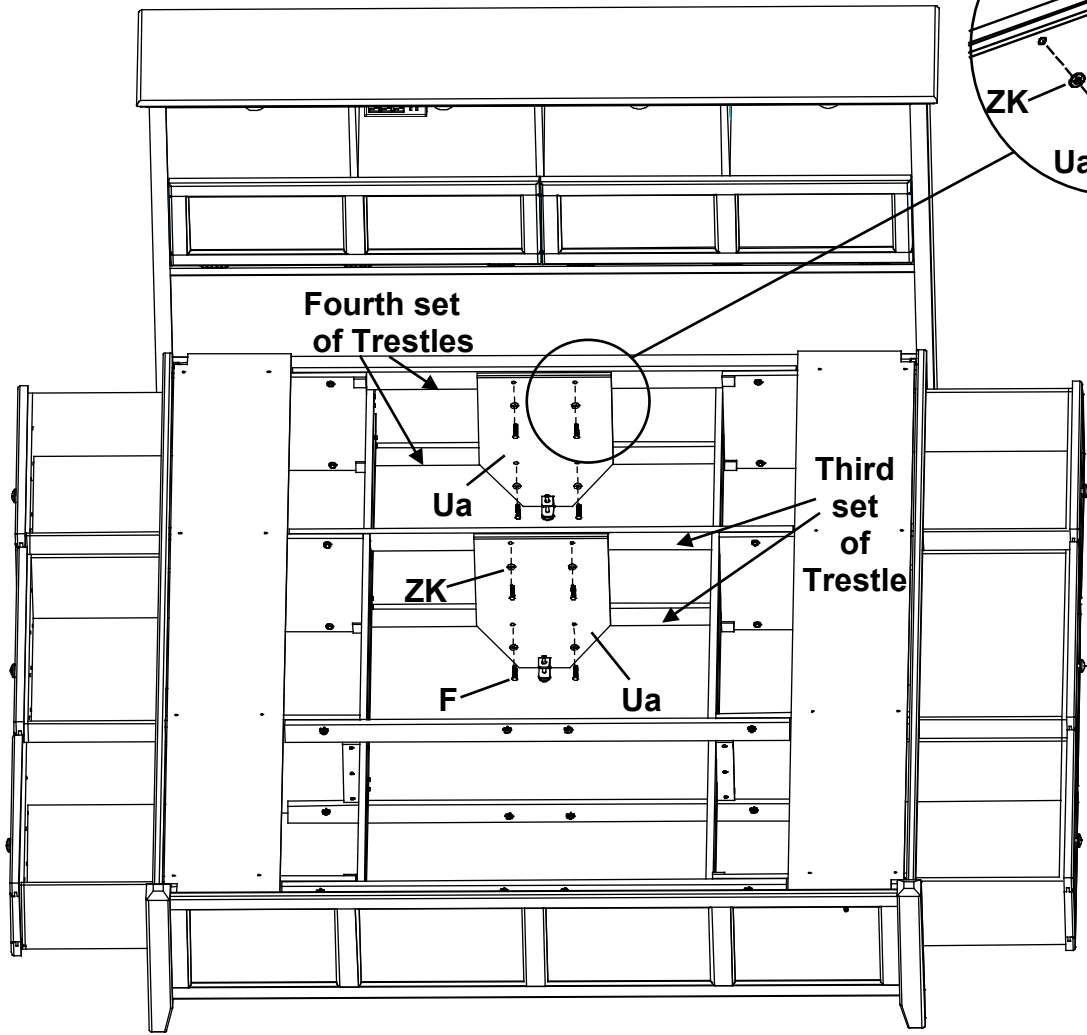 ZK
Ua
Fourth set
of Trestles
Ua
Third
set
of
Trestle
ZK
F
Ua